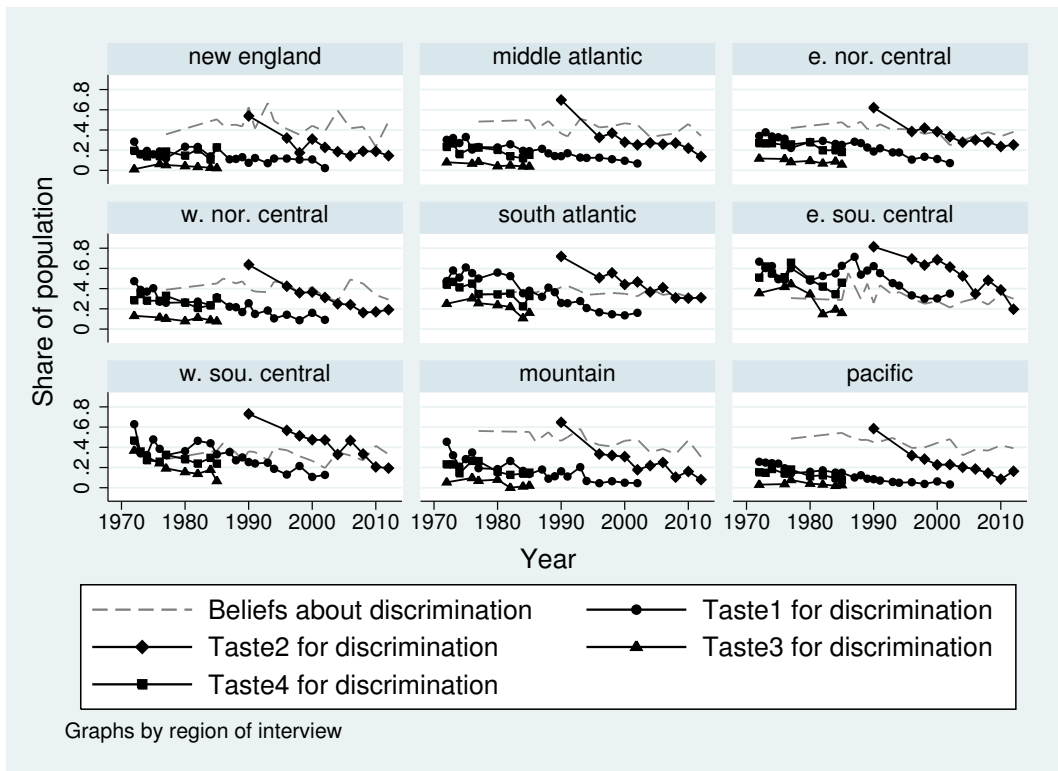 new england
middle atlantic
e. nor. central
0 .2 .4 .6 .8
w. nor. central
south atlantic
e. sou. central
0 .2 .4 .6 .8
w. sou. central
mountain
pacific
0 .2 .4 .6 .8
1970 1980 1990 2000 2010
1970 1980 1990 2000 2010
1970 1980 1990 2000 2010
Share of population
Year
Beliefs about discrimination
Taste1 for discrimination
Taste2 for discrimination
Taste3 for discrimination
Taste4 for discrimination
Graphs by region of interview